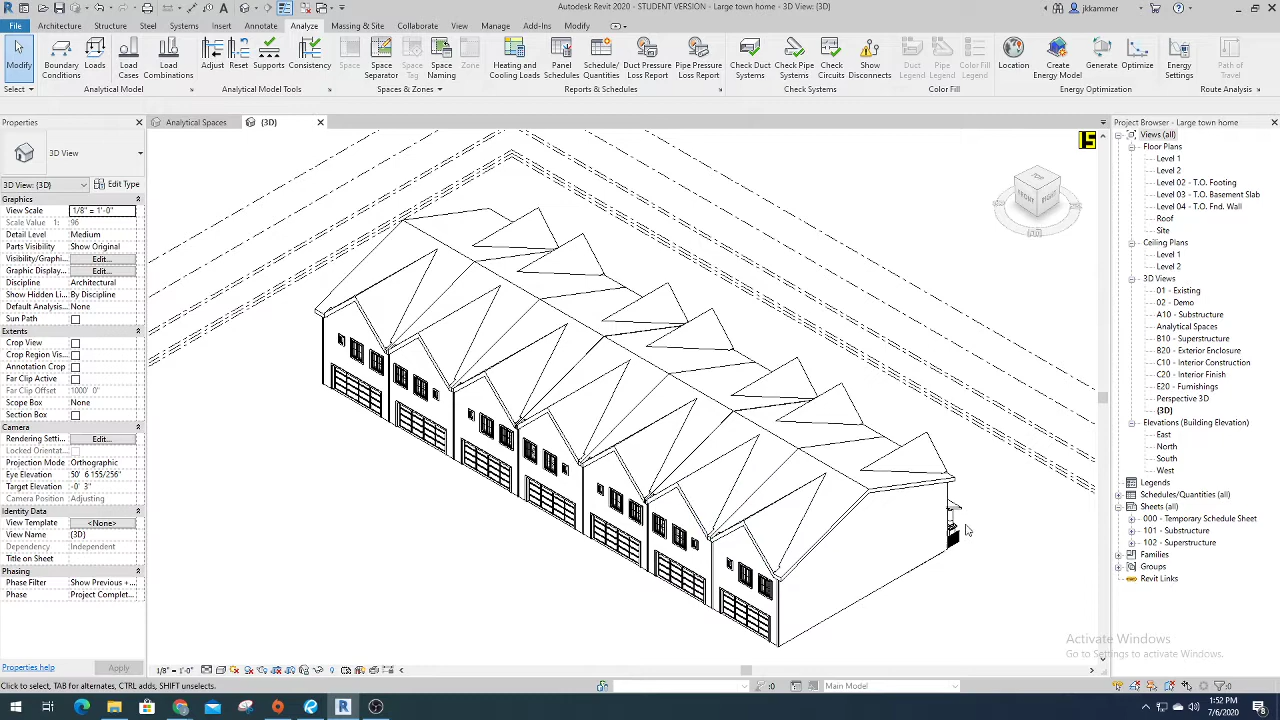 Autodesk Revit 2020 - STUDENT VERSION - Large town home - 3D View: {3D}
jkkammer
File Architecture Structure Steel Systems Insert Annotate Analyze Massing & Site Collaborate View Manage Add-Ins Modify
Modify
Boundary Conditions
Loads
Load Cases
Load Combinations
Adjust
Reset
Supports
Consistency
Space
Space Separator
Space Tag
Space Naming
Zone
Heating and Cooling Loads
Panel Schedules
Schedule/ Quantities
Duct Pressure Loss Report
Pipe Pressure Loss Report
Check Duct Systems
Check Pipe Systems
Check Circuits
Show Disconnects
Duct Legend
Pipe Legend
Color Fill Legend
Location
Create Energy Model
Generate
Optimize
Energy Settings
Path of Travel
Select Analytical Model Analytical Model Tools Spaces & Zones Reports & Schedules Check Systems Color Fill Energy Optimization Route Analysis
Properties
Analytical Spaces
{3D}
Project Browser - Large town home
3D View
3D View: {3D} Edit Type
Graphics
View Scale 1/8" = 1'-0"
Scale Value 1: 96
Detail Level Medium
Parts Visibility Show Original
Visibility/Graphi... Edit...
Graphic Display... Edit...
Discipline Architectural
Show Hidden Li... By Discipline
Default Analysis... None
Sun Path
Extents
Crop View
Crop Region Vis...
Annotation Crop
Far Clip Active
Far Clip Offset 1000' 0"
Scope Box None
Section Box
Camera
Rendering Setti... Edit...
Locked Orientat...
Projection Mode Orthographic
Eye Elevation 50' 6 155/256"
Target Elevation -0' 3"
Camera Position Adjusting
Identity Data
View Template <None>
View Name {3D}
Dependency Independent
Title on Sheet
Phasing
Phase Filter Show Previous +...
Phase Project Complet...
Properties help Apply
15
TOP
FRONT
RIGHT
Views (all)
Floor Plans
Level 1
Level 2
Level 02 - T.O. Footing
Level 03 - T.O. Basement Slab
Level 04 - T.O. Fnd. Wall
Roof
Site
Ceiling Plans
Level 1
Level 2
3D Views
01 - Existing
02 - Demo
A10 - Substructure
Analytical Spaces
B10 - Superstructure
B20 - Exterior Enclosure
C10 - Interior Construction
C20 - Interior Finish
E20 - Furnishings
Perspective 3D
{3D}
Elevations (Building Elevation)
East
North
South
West
Legends
Schedules/Quantities (all)
Sheets (all)
000 - Temporary Schedule Sheet
101 - Substructure
102 - Superstructure
Families
Groups
Revit Links
Activate Windows
Go to Settings to activate Windows.
1/8" = 1'-0"
Click to select, TAB for alternates, CTRL adds, SHIFT unselects.
:0
Main Model
:0
1:52 PM
7/6/2020